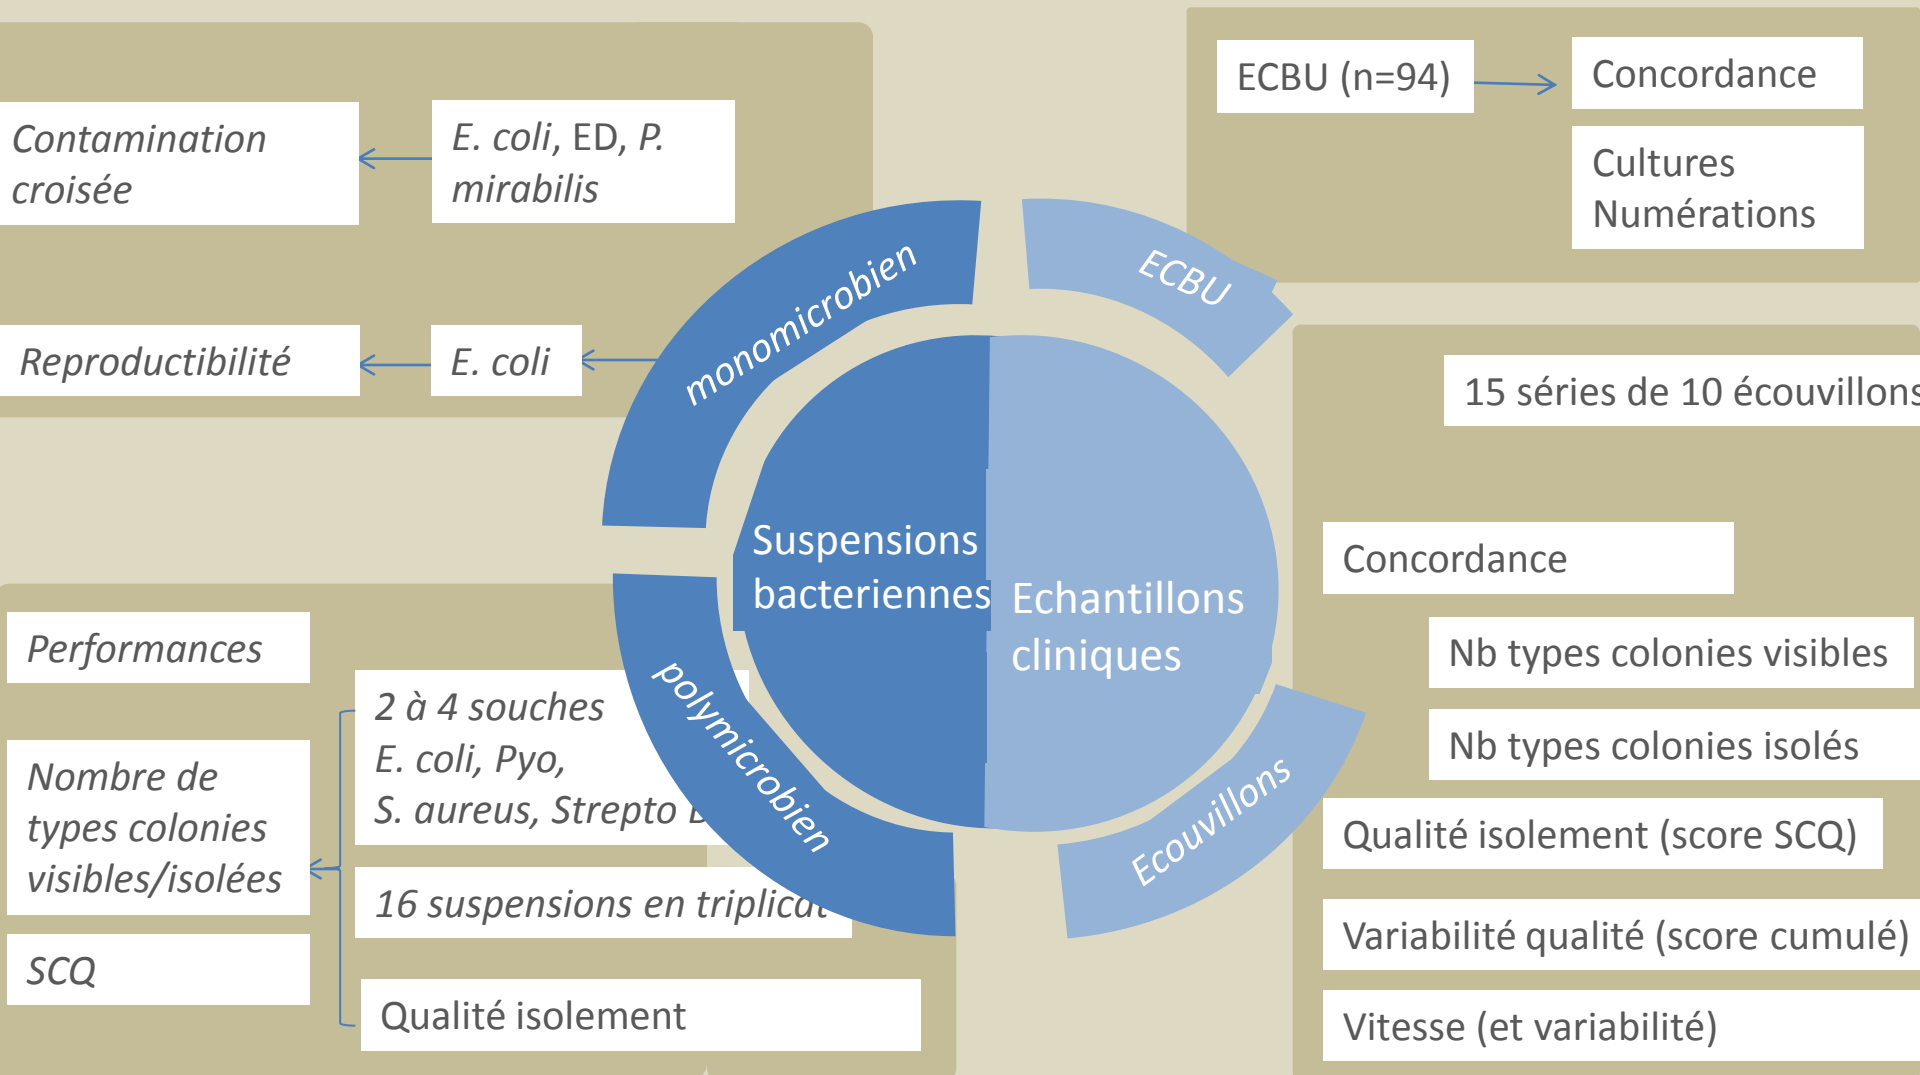 Contamination
croisée
E. coli, ED, P.
mirabilis
Reproductibilité
E. coli
monomicrobien
ECBU
ECBU (n=94)
Concordance
Cultures
Numérations
Suspensions
bacteriennes
Echantillons
cliniques
polymicrobien
Ecouvillons
Performances
Nombre de
types colonies
visibles/isolées
SCQ
2 à 4 souches
E. coli, Pyo,
S. aureus, Strepto
16 suspensions en triplicat
Qualité isolement
15 séries de 10 écouvillons
Concordance
Nb types colonies visibles
Nb types colonies isolés
Qualité isolement (score SCQ)
Variabilité qualité (score cumulé)
Vitesse (et variabilité)